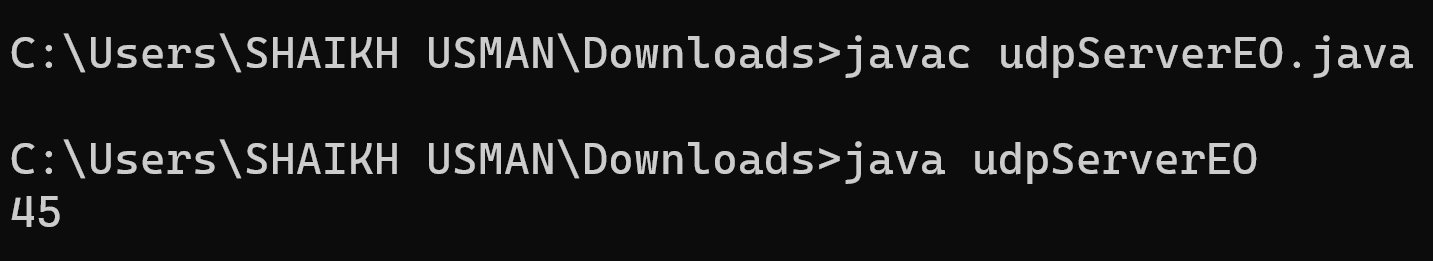 C:\Users\SHAIKH USMAN\Downloads>javac udpServerEO.java
C:\Users\SHAIKH USMAN\Downloads>java udpServerEO
45